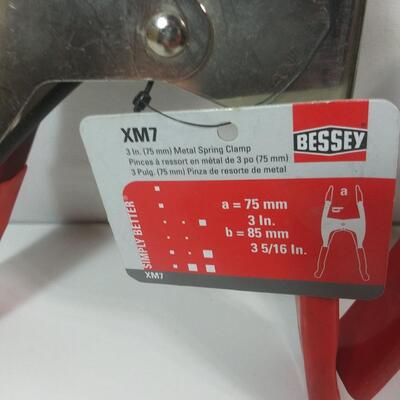 XM7
BESSEY
3 In. (75 mm) Metal Spring Clamp
Pinces à ressort en métal de 3 po (75 mm)
3 Pulg. (75 mm) Pinza de resorte de metal
SIMPLY BETTER
a = 75 mm
3 In.
b = 85 mm
3 5/16 In.
a
b
XM7